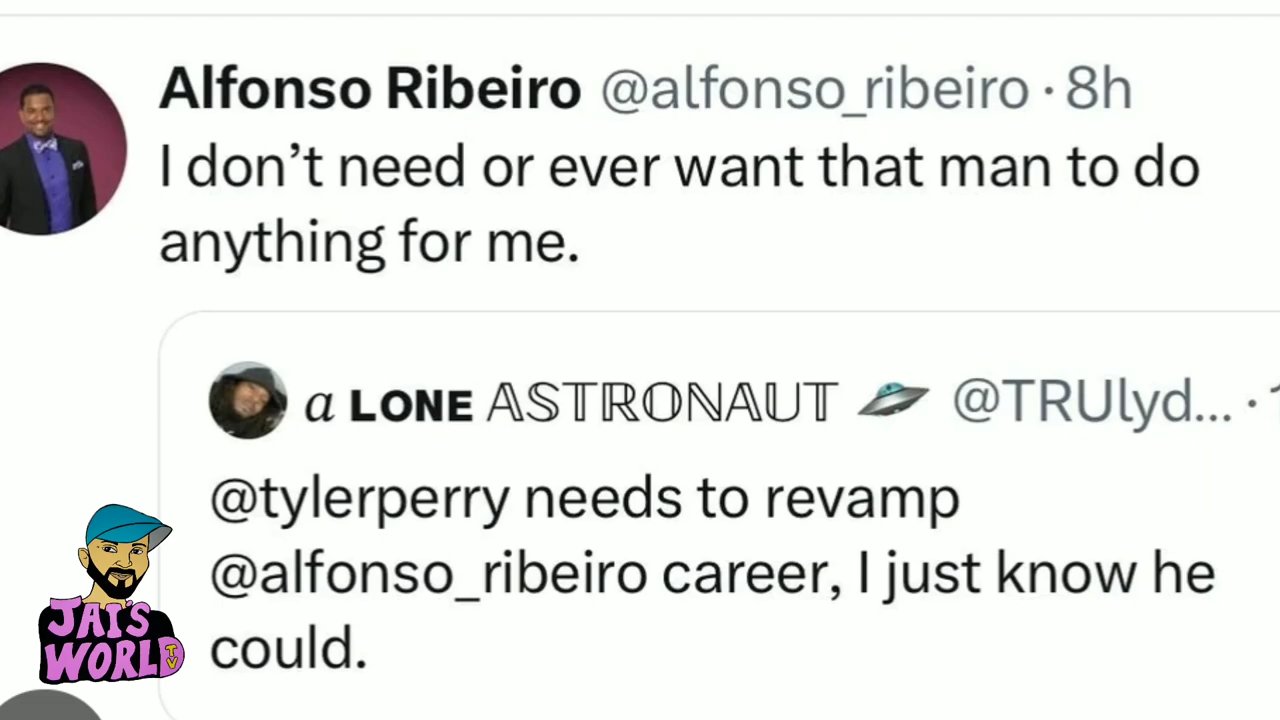 Alfonso Ribeiro @alfonso_ribeiro · 8h
I don’t need or ever want that man to do
anything for me.
a LONE ASTRONAUT 🛸 @TRUlyd... ·
@tylerperry needs to revamp
@alfonso_ribeiro career, I just know he
could.
JAI'S
WORLD
TV